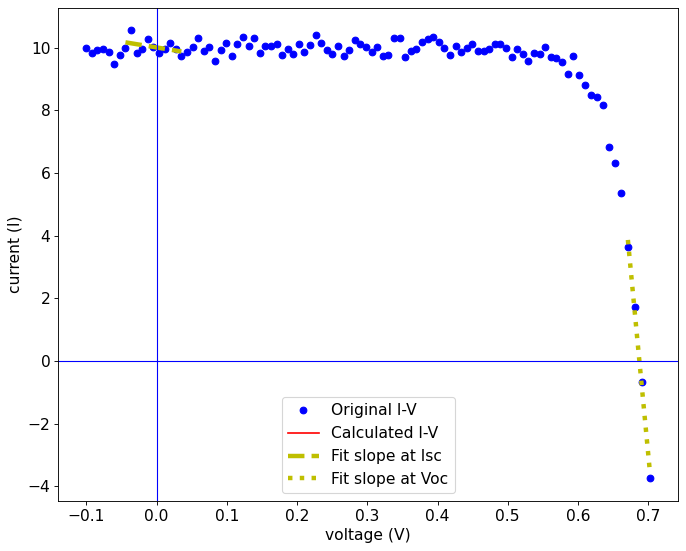 10
8
6
4
2
0
−2
−4
current (I)
Original I-V
Calculated I-V
Fit slope at Isc
Fit slope at Voc
−0.1
0.0
0.1
0.2
0.3
0.4
0.5
0.6
0.7
voltage (V)